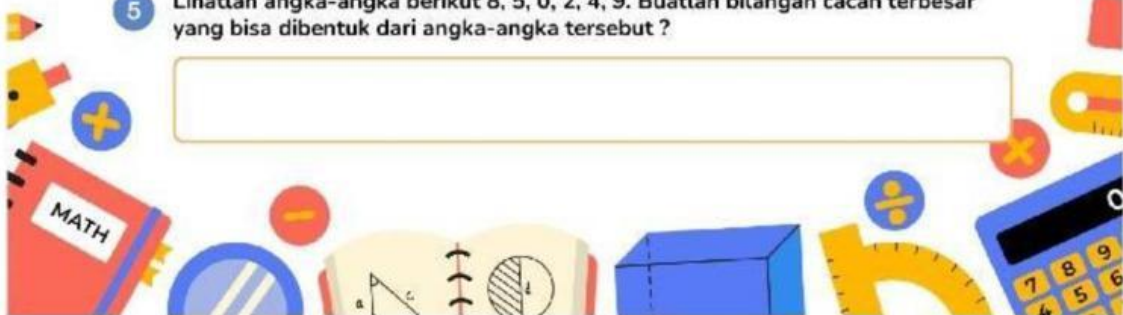 5
Lihatlah angka-angka berikut 8, 5, 0, 2, 4, 9. Buatlah bilangan cacah terbesar
yang bisa dibentuk dari angka-angka tersebut ?
MATH
a
c
d
0
7 8 9
4 5 6